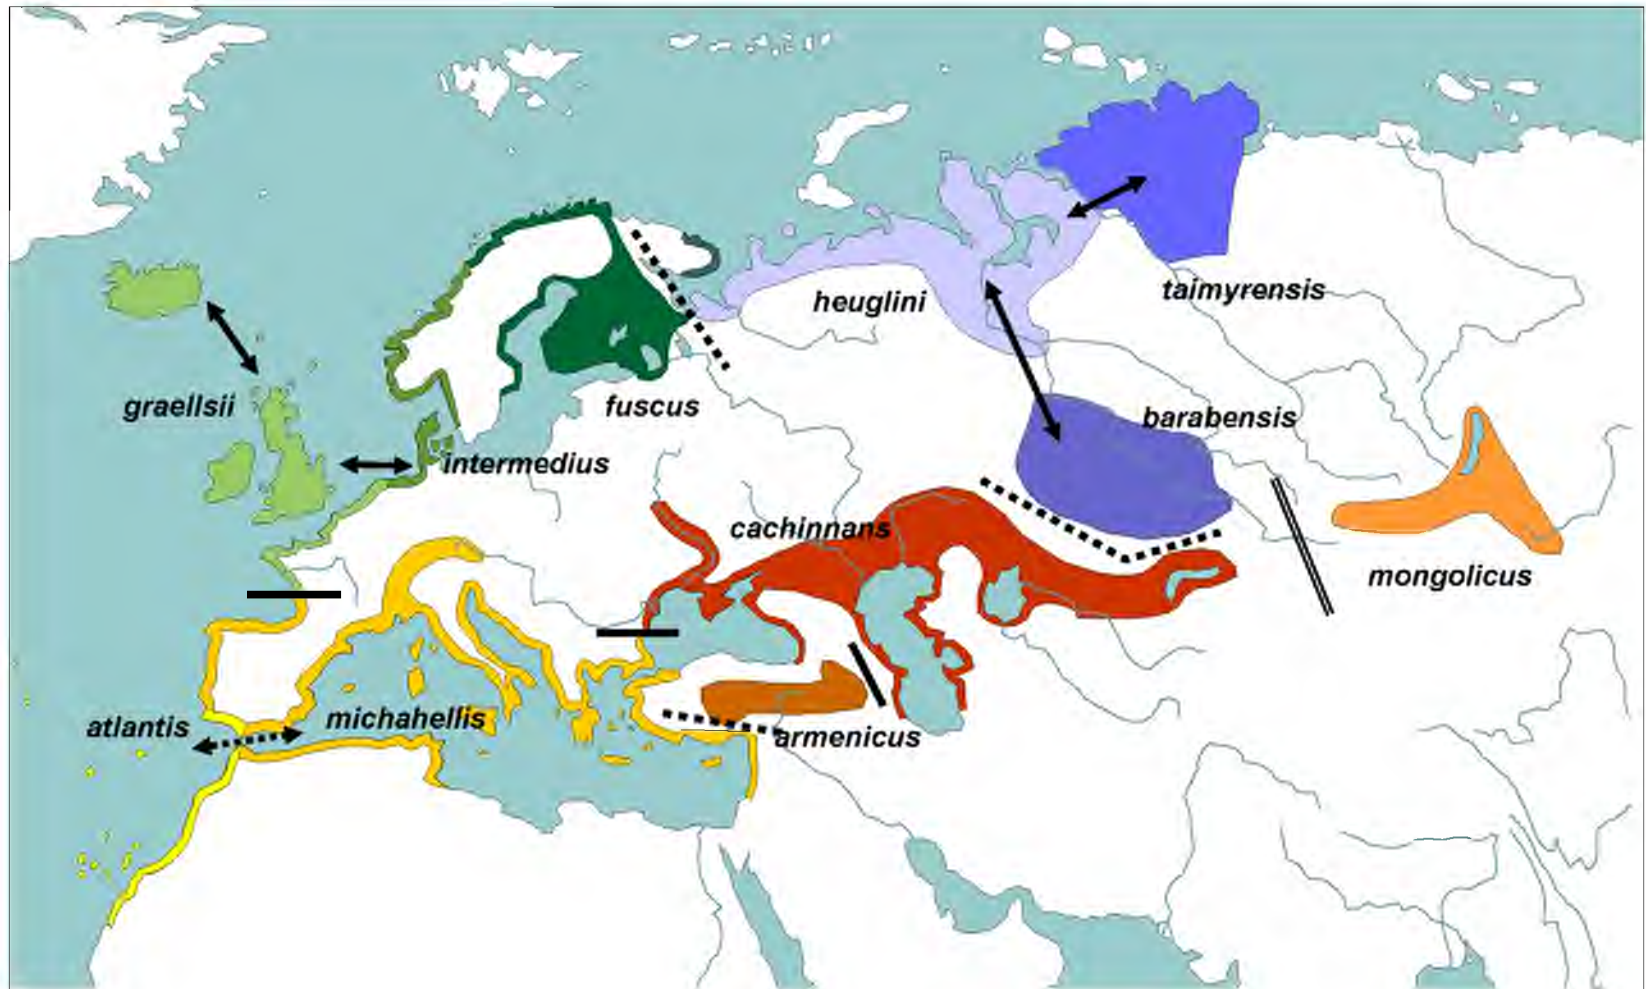 taimyrensis
heuglini
graellsii
fuscus
barabensis
intermedius
cachinnans
mongolicus
atlantis
michahellis
armenicus